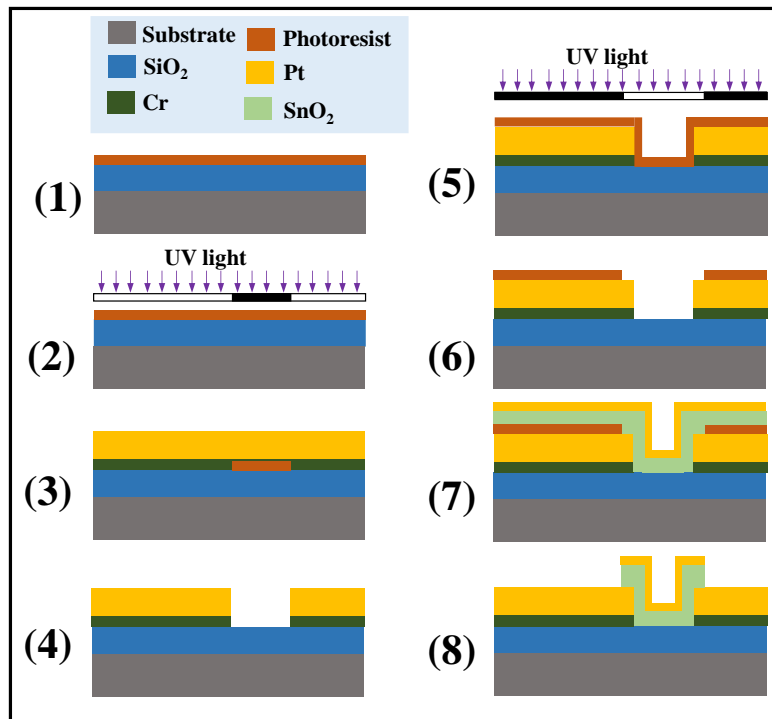 Substrate
Photoresist
SiO₂
Pt
Cr
SnO₂
(1)
UV light
(2)
(3)
(4)
UV light
(5)
(6)
(7)
(8)